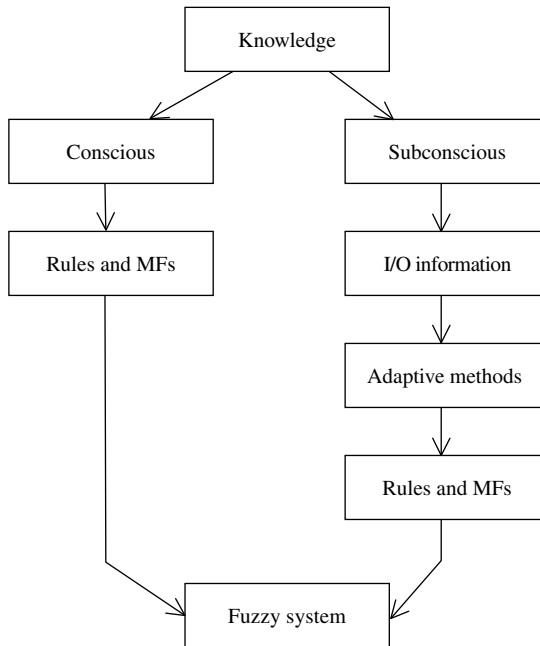 Knowledge
Conscious
Subconscious
Rules and MFs
I/O information
Adaptive methods
Rules and MFs
Fuzzy system